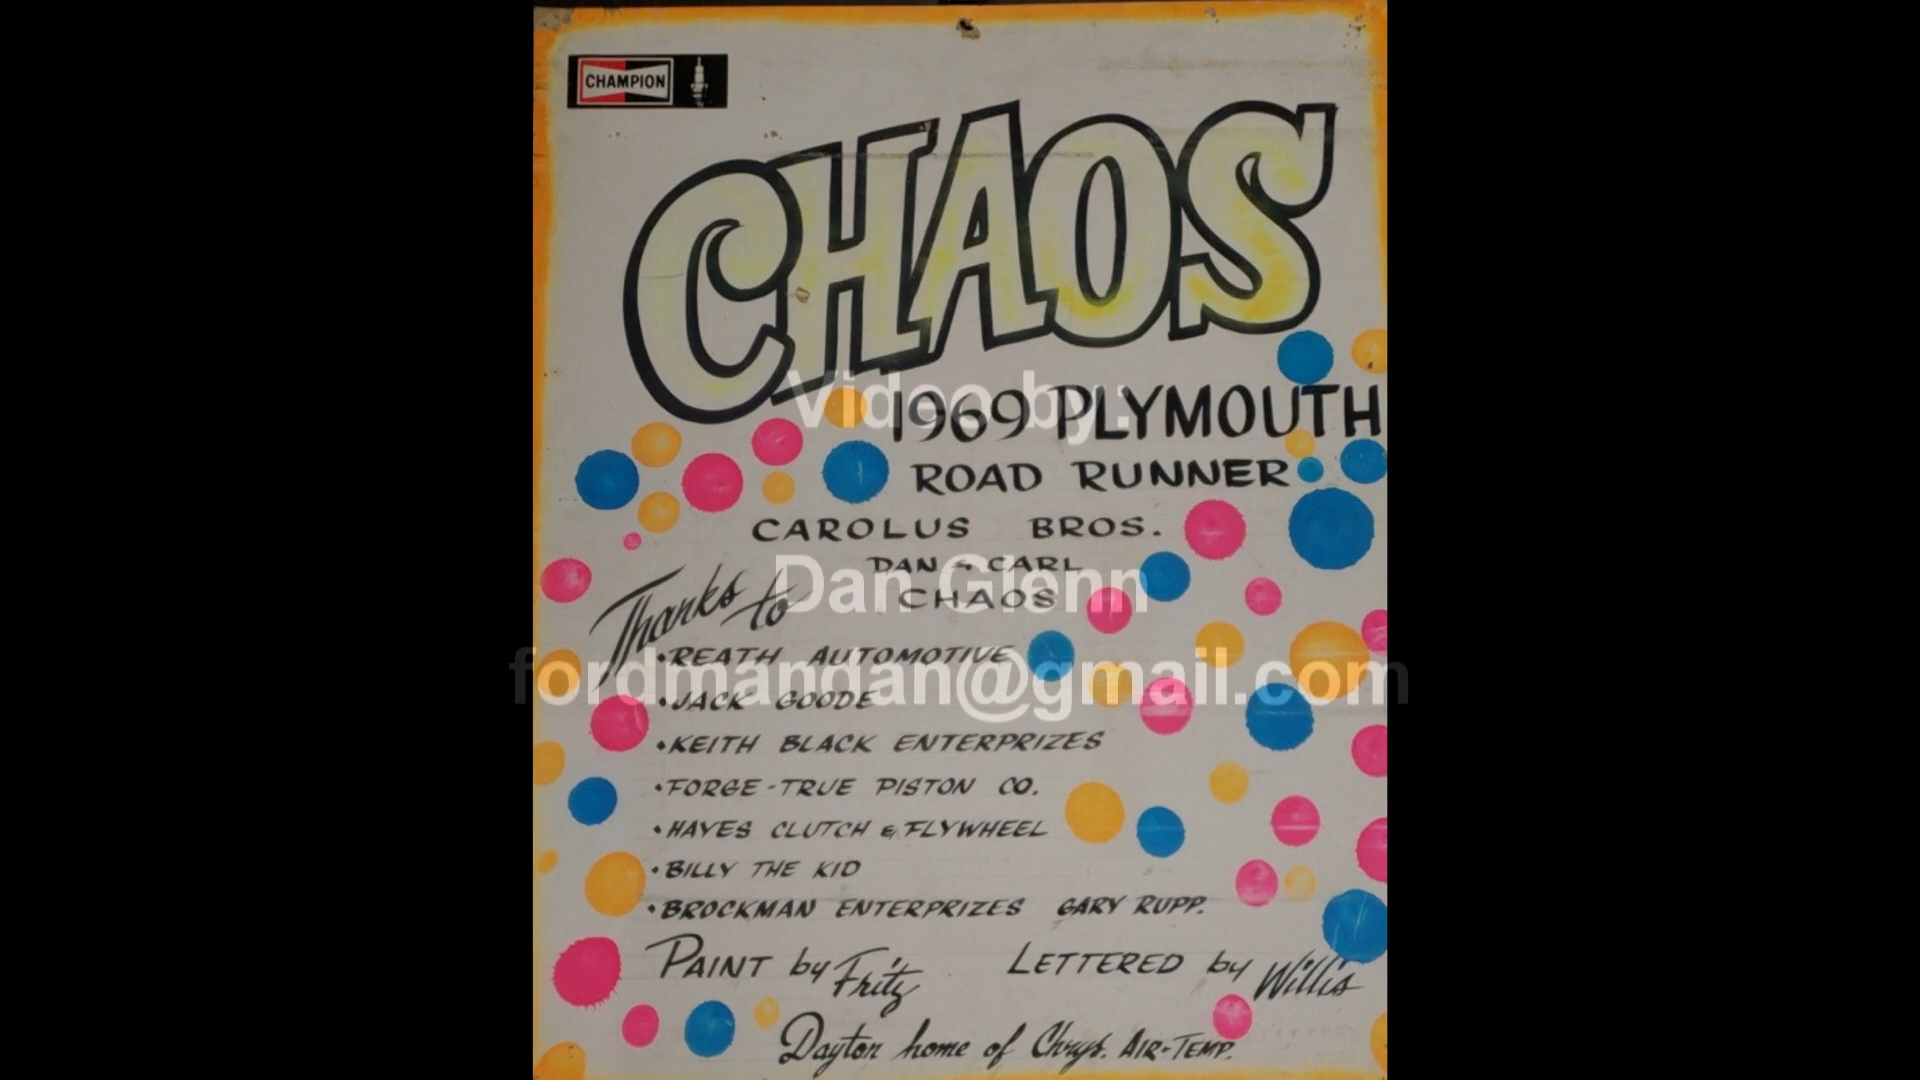 CHAMPION
CHAOS
Video by:
1969 PLYMOUTH
ROAD RUNNER
CAROLUS BROS.
DAN & CARL
Dan Glenn
CHAOS
Thanks to
• REATH AUTOMOTIVE
fordmandan@gmail.com
• JACK GOODE
• KEITH BLACK ENTERPRIZES
• FORGE-TRUE PISTON CO.
• HAYES CLUTCH & FLYWHEEL
• BILLY THE KID
• BROCKMAN ENTERPRIZES GARY RUPP.
PAINT by Fritz LETTERED by Willis
Dayton home of Chrys. AIR-TEMP.